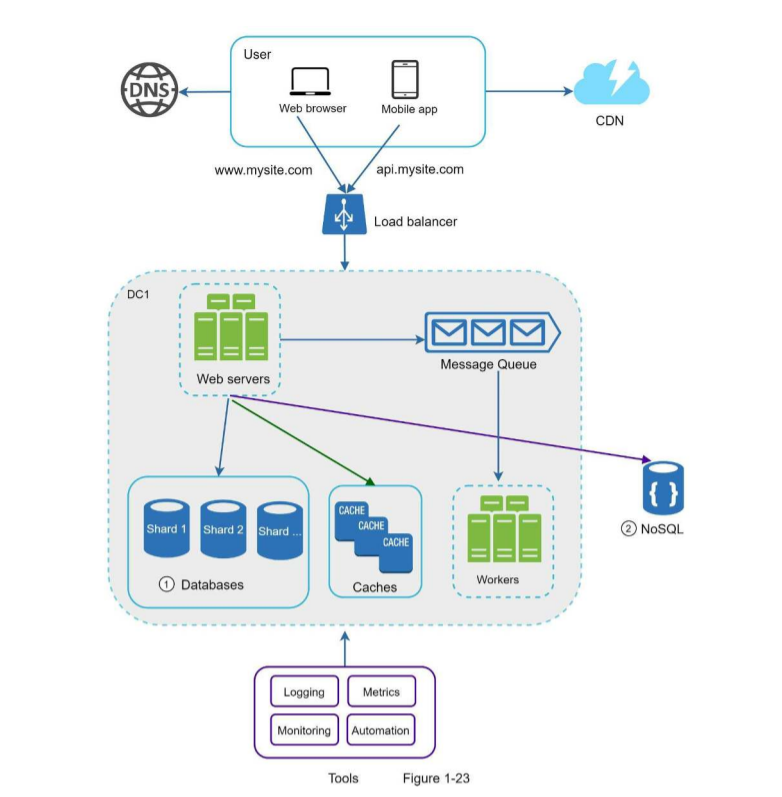 User
DNS
Web browser
Mobile app
CDN
www.mysite.com
api.mysite.com
Load balancer
DC1
Web servers
Message Queue
Shard 1
Shard 2
Shard ...
1 Databases
CACHE
CACHE
CACHE
Caches
Workers
{ }
2 NoSQL
Logging
Metrics
Monitoring
Automation
Tools
Figure 1-23